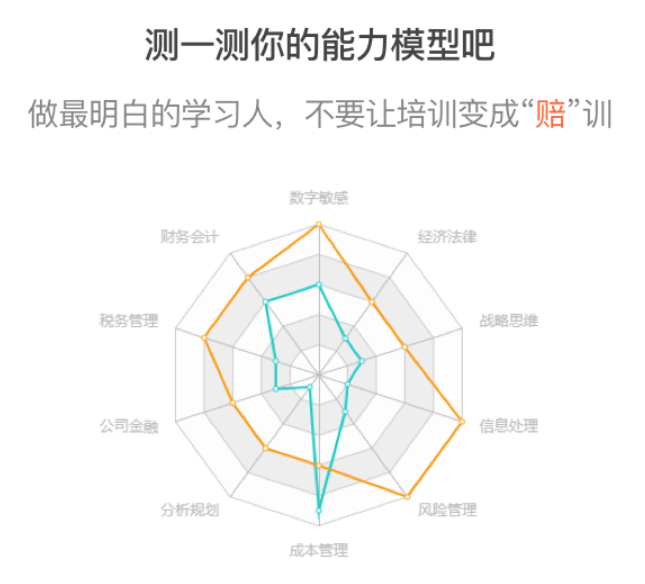 测一测你的能力模型吧
做最明白的学习人，不要让培训变成“赔”训
数字敏感
财务会计
经济法律
税务管理
战略思维
公司金融
信息处理
分析规划
风险管理
成本管理